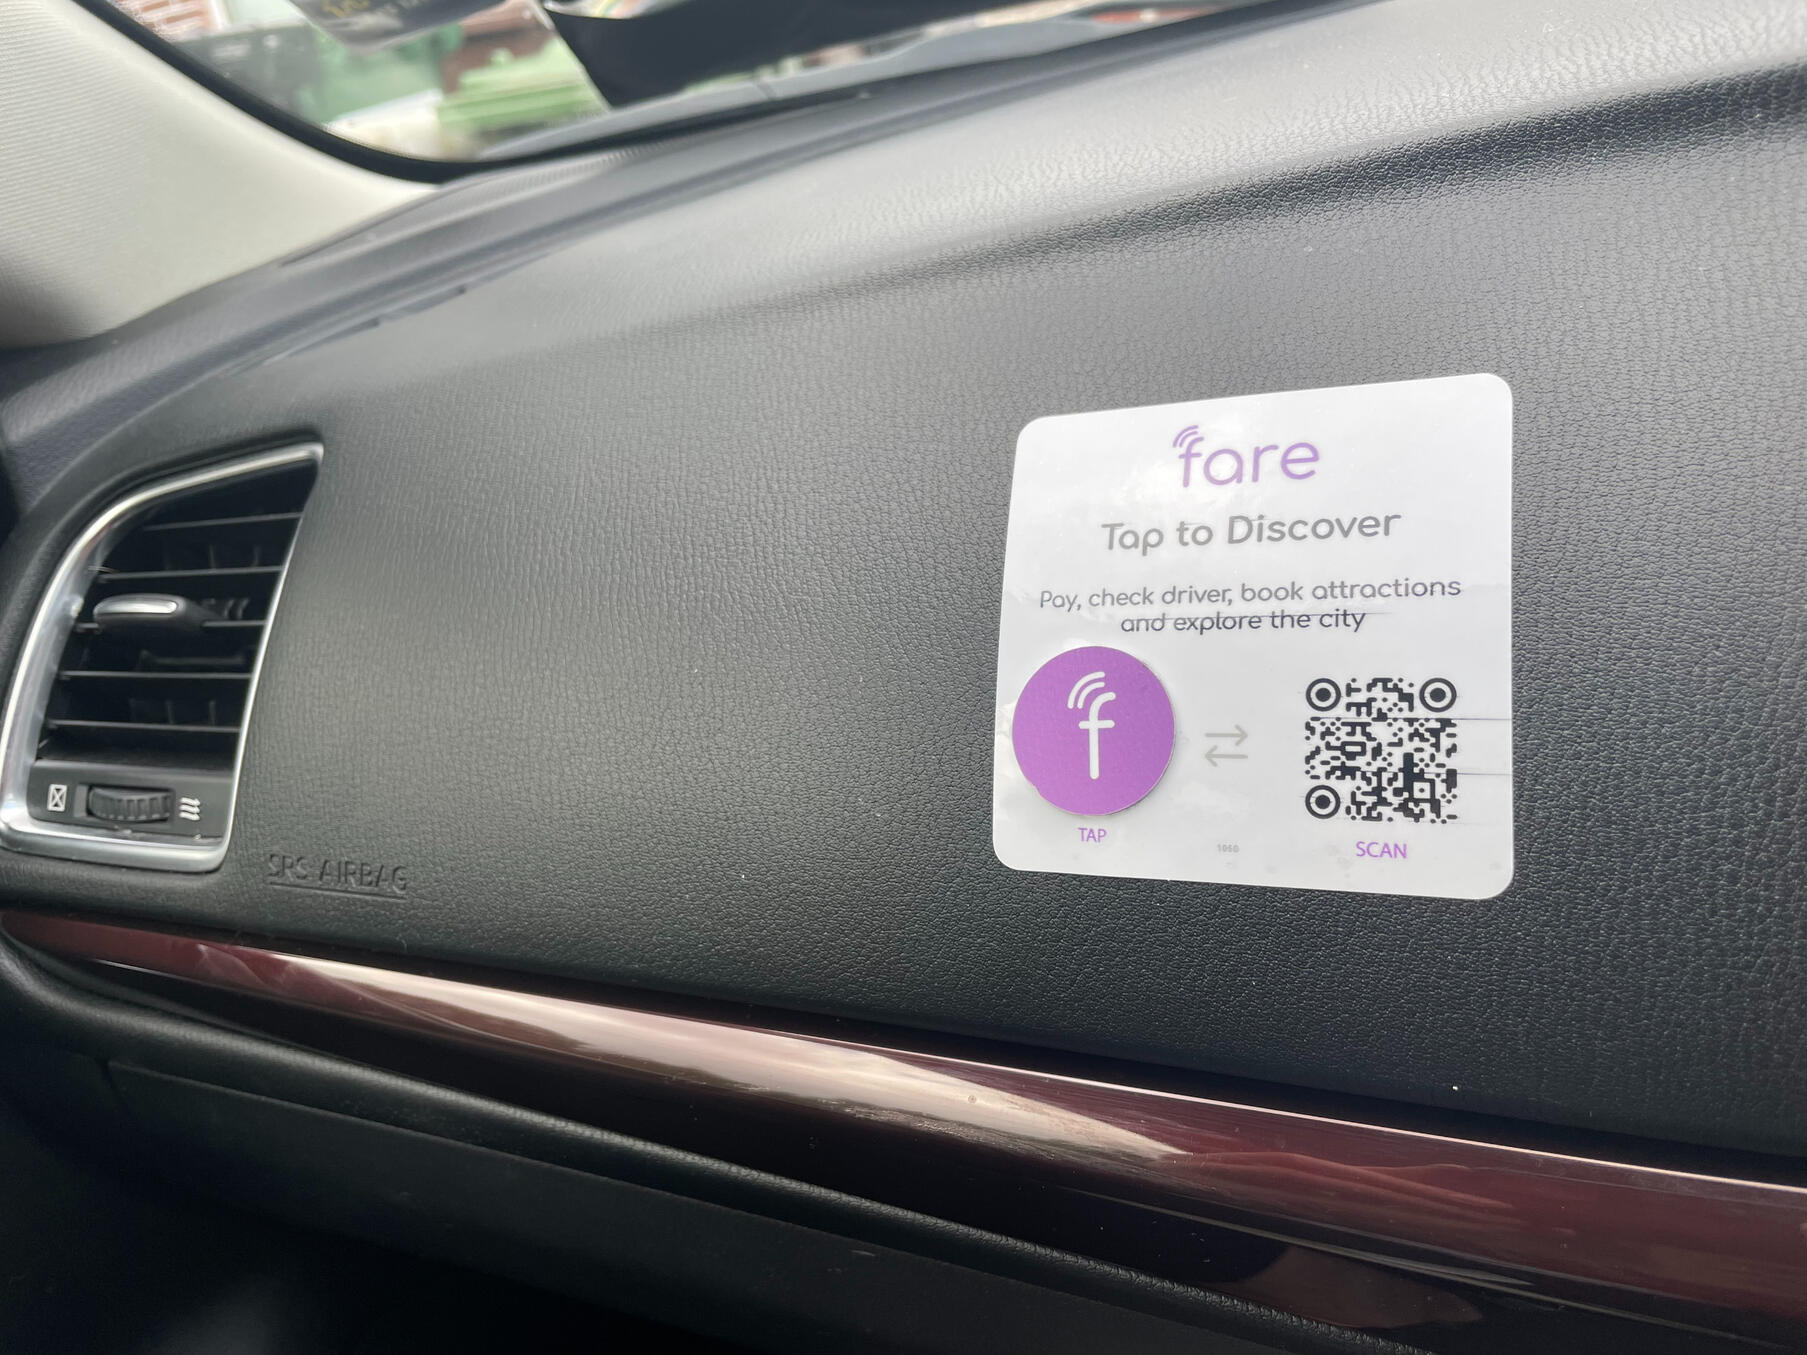 fare
Tap to Discover
Pay, check driver, book attractions
and explore the city
f
TAP
1060
SCAN
SRS AIRBAG